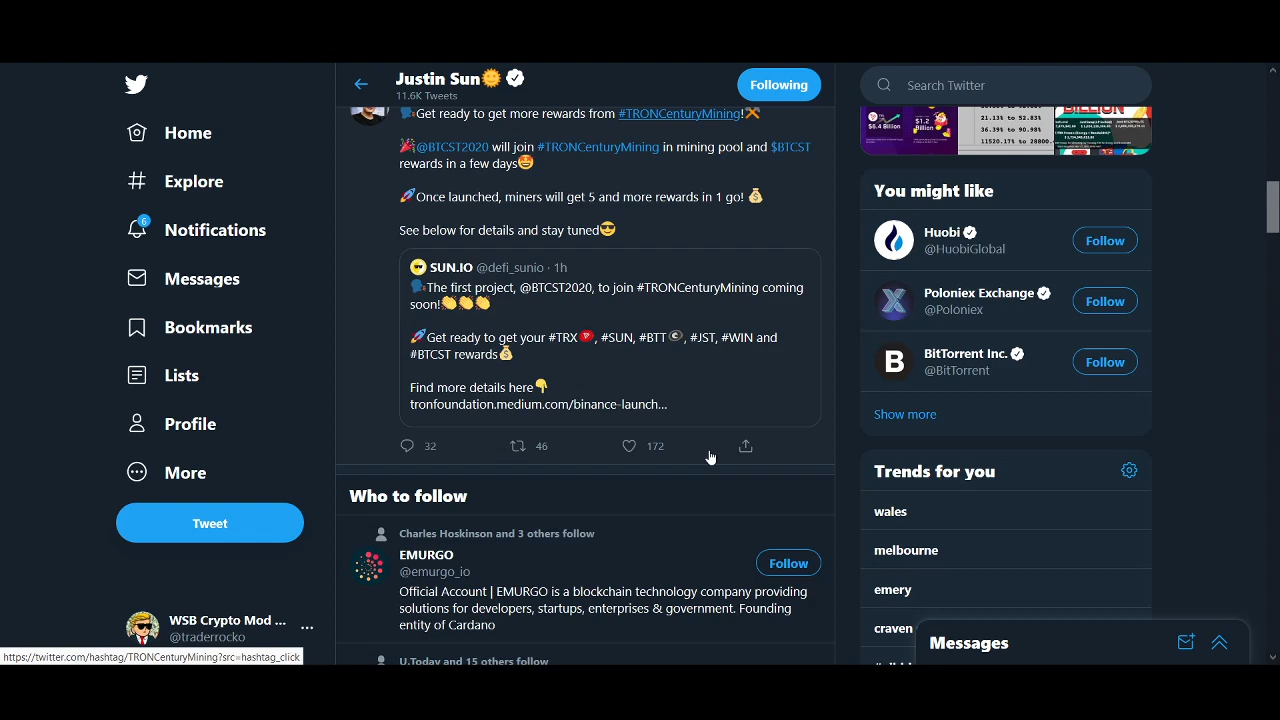 Home
Explore
6
Notifications
Messages
Bookmarks
Lists
Profile
More
Tweet
WSB Crypto Mod ...
@traderrocko
https://twitter.com/hashtag/TRONCenturyMining?src=hashtag_click
Justin Sun🌞
11.6K Tweets
Following
🗣Get ready to get more rewards from #TRONCenturyMining!⚒
🎉@BTCST2020 will join #TRONCenturyMining in mining pool and $BTCST
rewards in a few days🤩
🚀Once launched, miners will get 5 and more rewards in 1 go! 💰
See below for details and stay tuned😎
SUN.IO @defi_sunio · 1h
🗣The first project, @BTCST2020, to join #TRONCenturyMining coming
soon!👏👏👏
🚀Get ready to get your #TRX, #SUN, #BTT, #JST, #WIN and
#BTCST rewards💰
Find more details here👇
tronfoundation.medium.com/binance-launch...
32
46
172
Who to follow
Charles Hoskinson and 3 others follow
EMURGO
@emurgo_io
Follow
Official Account | EMURGO is a blockchain technology company providing
solutions for developers, startups, enterprises & government. Founding
entity of Cardano
U.Today and 15 others follow
Search Twitter
$6.4 Billion
$1.2 Billion
21.13% to 52.83%
36.39% to 90.98%
11520.17% to 28800.
BILLION
You might like
Huobi
@HuobiGlobal
Follow
Poloniex Exchange
@Poloniex
Follow
BitTorrent Inc.
@BitTorrent
Follow
Show more
Trends for you
wales
melbourne
emery
craven
Messages